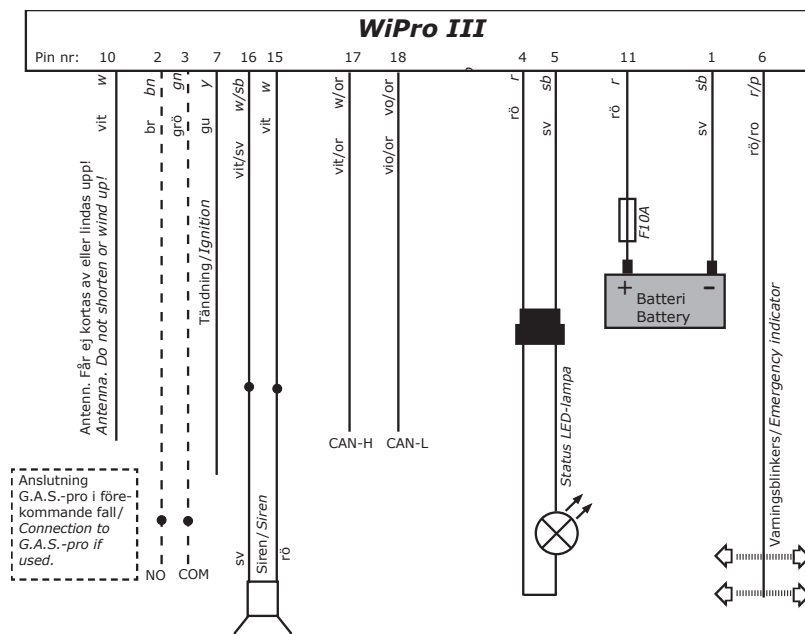 WiPro III
Pin nr: 10 2 3 7 16 15 17 18 4 5 11 1 6
w bn gn y w/sb w w/or vo/or r sb r sb r/p
vit br grö gu vit/sv vit vit/or vio/or rö sv rö sv rö/ro
Antenn. Får ej kortas av eller lindas upp!
Antenna. Do not shorten or wind up!
Tändning/Ignition
F10A
+ −
Batteri
Battery
CAN-H CAN-L
Status LED-lampa
Varningsblinkers/Emergency indicator
Anslutning
G.A.S.-pro i före-
kommande fall/
Connection to
G.A.S.-pro if
used.
NO COM
sv
Siren/Siren
rö